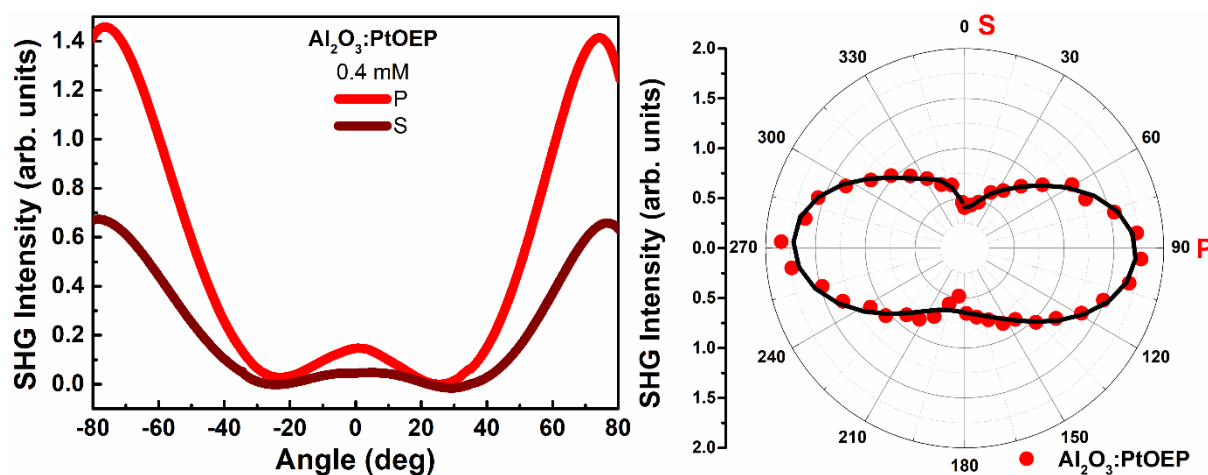 SHG Intensity (arb. units)
1.4
1.2
1.0
0.8
0.6
0.4
0.2
0.0
Al₂O₃:PtOEP
0.4 mM
P
S
-80 -60 -40 -20 0 20 40 60 80
Angle (deg)
SHG Intensity (arb. units)
2.0
1.5
1.0
0.5
0.0
0.5
1.0
1.5
2.0
0 S
30
60
90 P
120
150
180
210
240
270
300
330
Al₂O₃:PtOEP